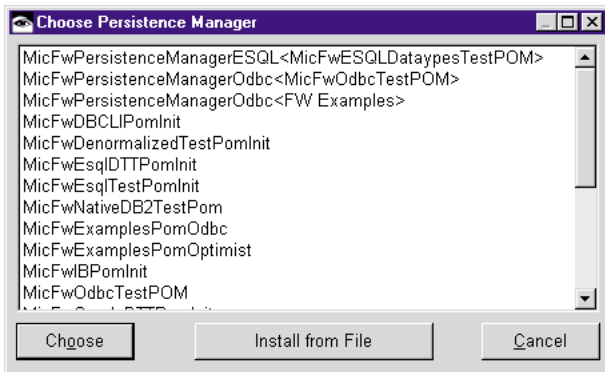 Choose Persistence Manager
MicFwPersistenceManagerESQL<MicFwESQLDataypesTestPOM>
MicFwPersistenceManagerOdbc<MicFwOdbcTestPOM>
MicFwPersistenceManagerOdbc<FW Examples>
MicFwDBCLIPomInit
MicFwDenormalizedTestPomInit
MicFwEsqlDTTPomInit
MicFwEsqlTestPomInit
MicFwNativeDB2TestPom
MicFwExamplesPomOdbc
MicFwExamplesPomOptimist
MicFwIBPomInit
MicFwOdbcTestPOM
Choose
Install from File
Cancel